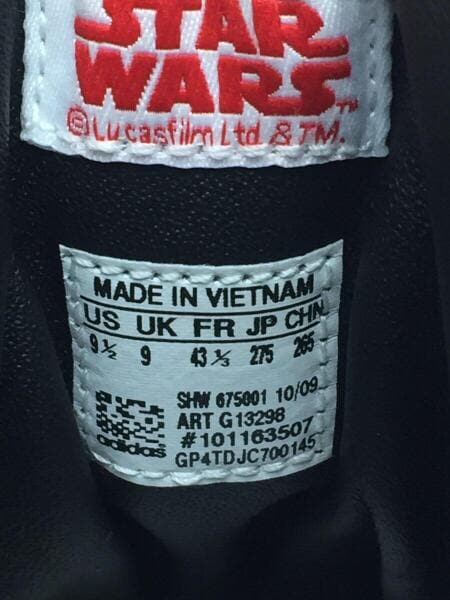 STAR
WARS™
©Lucasfilm Ltd & TM.
MADE IN VIETNAM
US UK FR JP CHN
9½ 9 43⅓ 275 265
SHW 675001 10/09
ART G13298
adidas #101163507
GP4TDJC700145